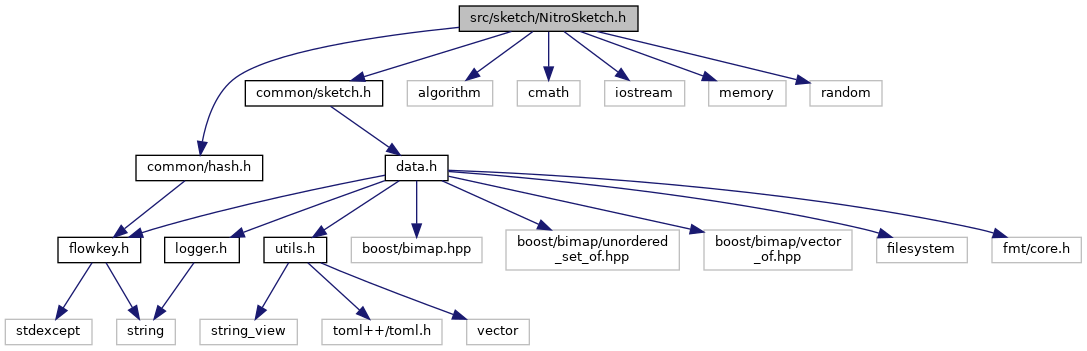 src/sketch/NitroSketch.h
common/sketch.h
algorithm
cmath
iostream
memory
random
common/hash.h
data.h
flowkey.h
logger.h
utils.h
boost/bimap.hpp
boost/bimap/unordered
_set_of.hpp
boost/bimap/vector
_of.hpp
filesystem
fmt/core.h
stdexcept
string
string_view
toml++/toml.h
vector